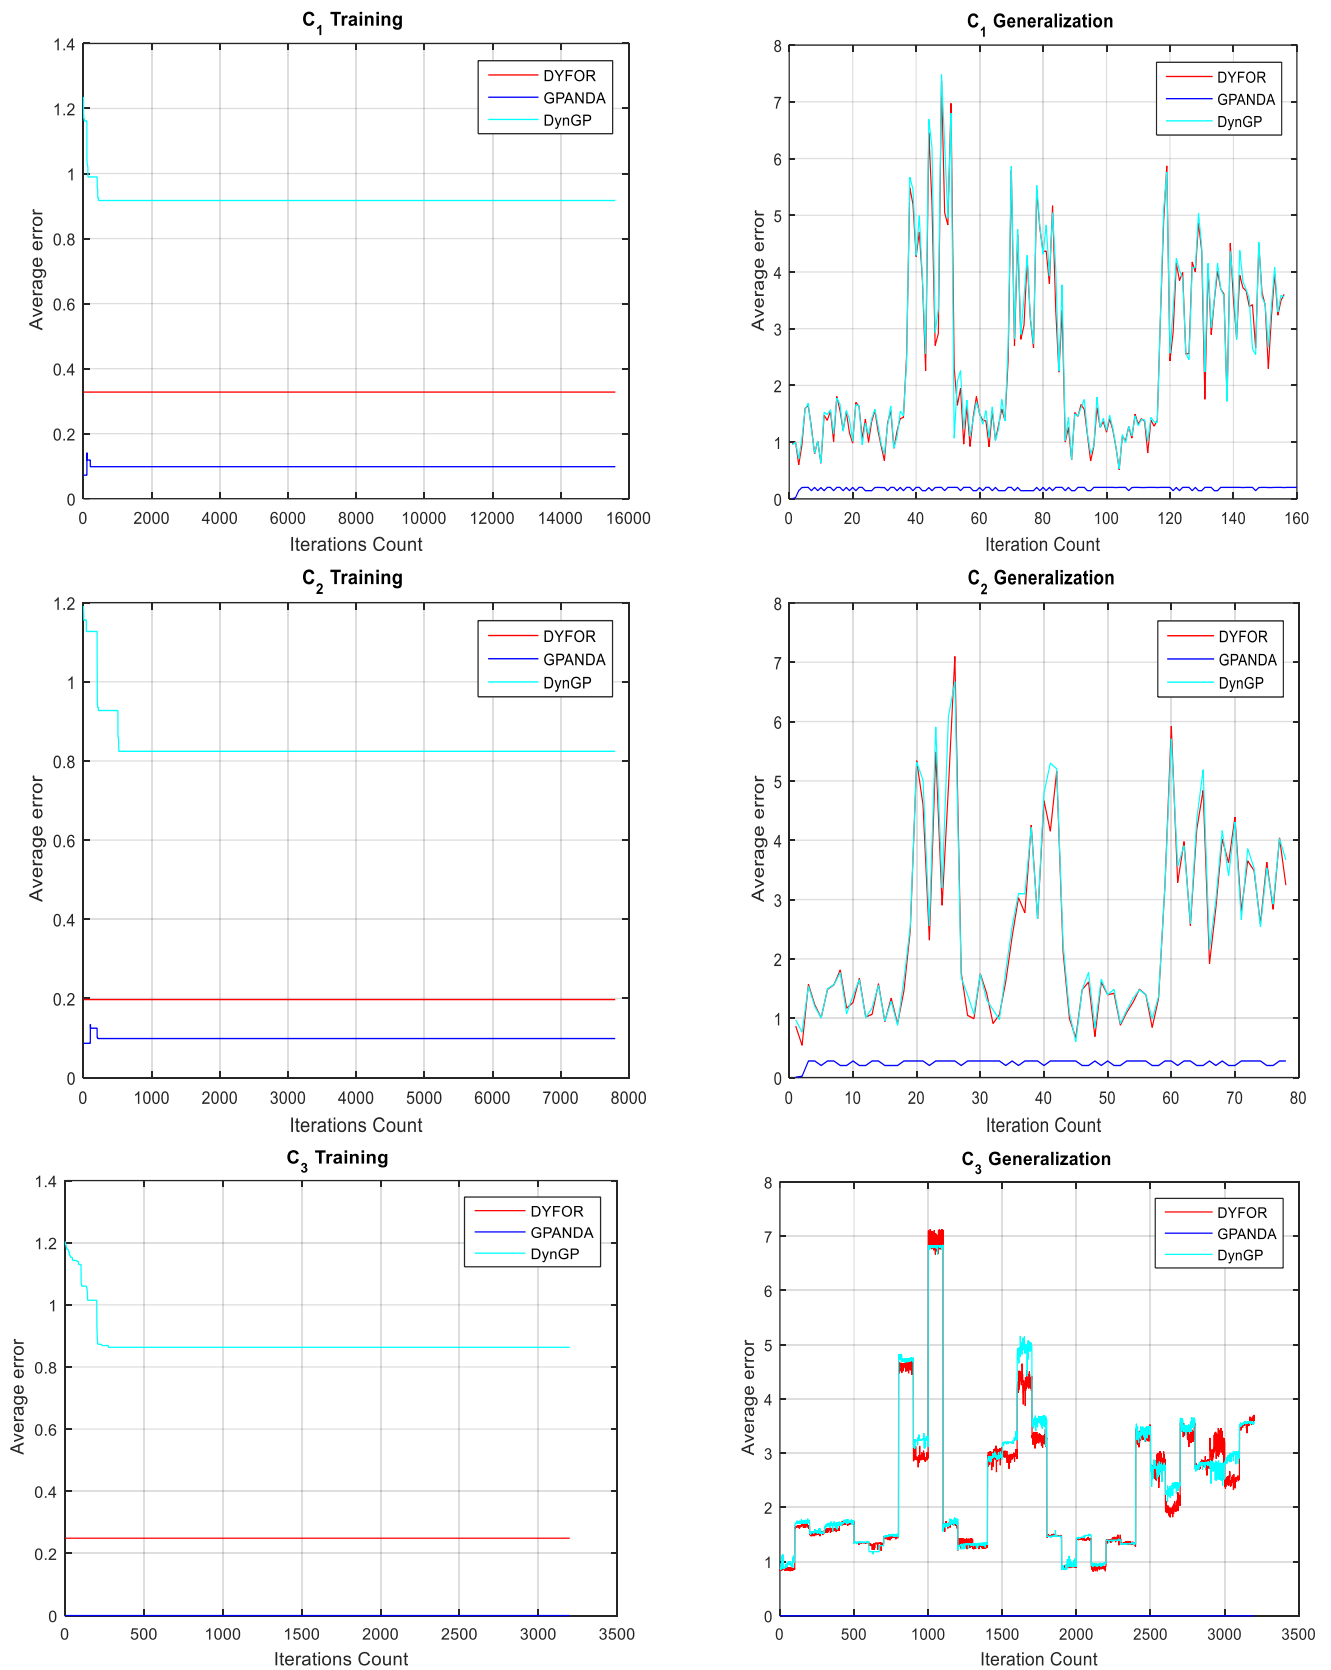 C1 Training
1.4
1.2
1
0.8
0.6
0.4
0.2
0
Average error
DYFOR
GPANDA
DynGP
0 2000 4000 6000 8000 10000 12000 14000 16000
Iterations Count
C1 Generalization
8
7
6
5
4
3
2
1
0
Average error
DYFOR
GPANDA
DynGP
0 20 40 60 80 100 120 140 160
Iteration Count
C2 Training
1.2
1
0.8
0.6
0.4
0.2
0
Average error
DYFOR
GPANDA
DynGP
0 1000 2000 3000 4000 5000 6000 7000 8000
Iterations Count
C2 Generalization
8
7
6
5
4
3
2
1
0
Average error
DYFOR
GPANDA
DynGP
0 10 20 30 40 50 60 70 80
Iteration Count
C3 Training
1.4
1.2
1
0.8
0.6
0.4
0.2
0
Average error
DYFOR
GPANDA
DynGP
0 500 1000 1500 2000 2500 3000 3500
Iterations Count
C3 Generalization
8
7
6
5
4
3
2
1
0
Average error
DYFOR
GPANDA
DynGP
0 500 1000 1500 2000 2500 3000 3500
Iteration Count